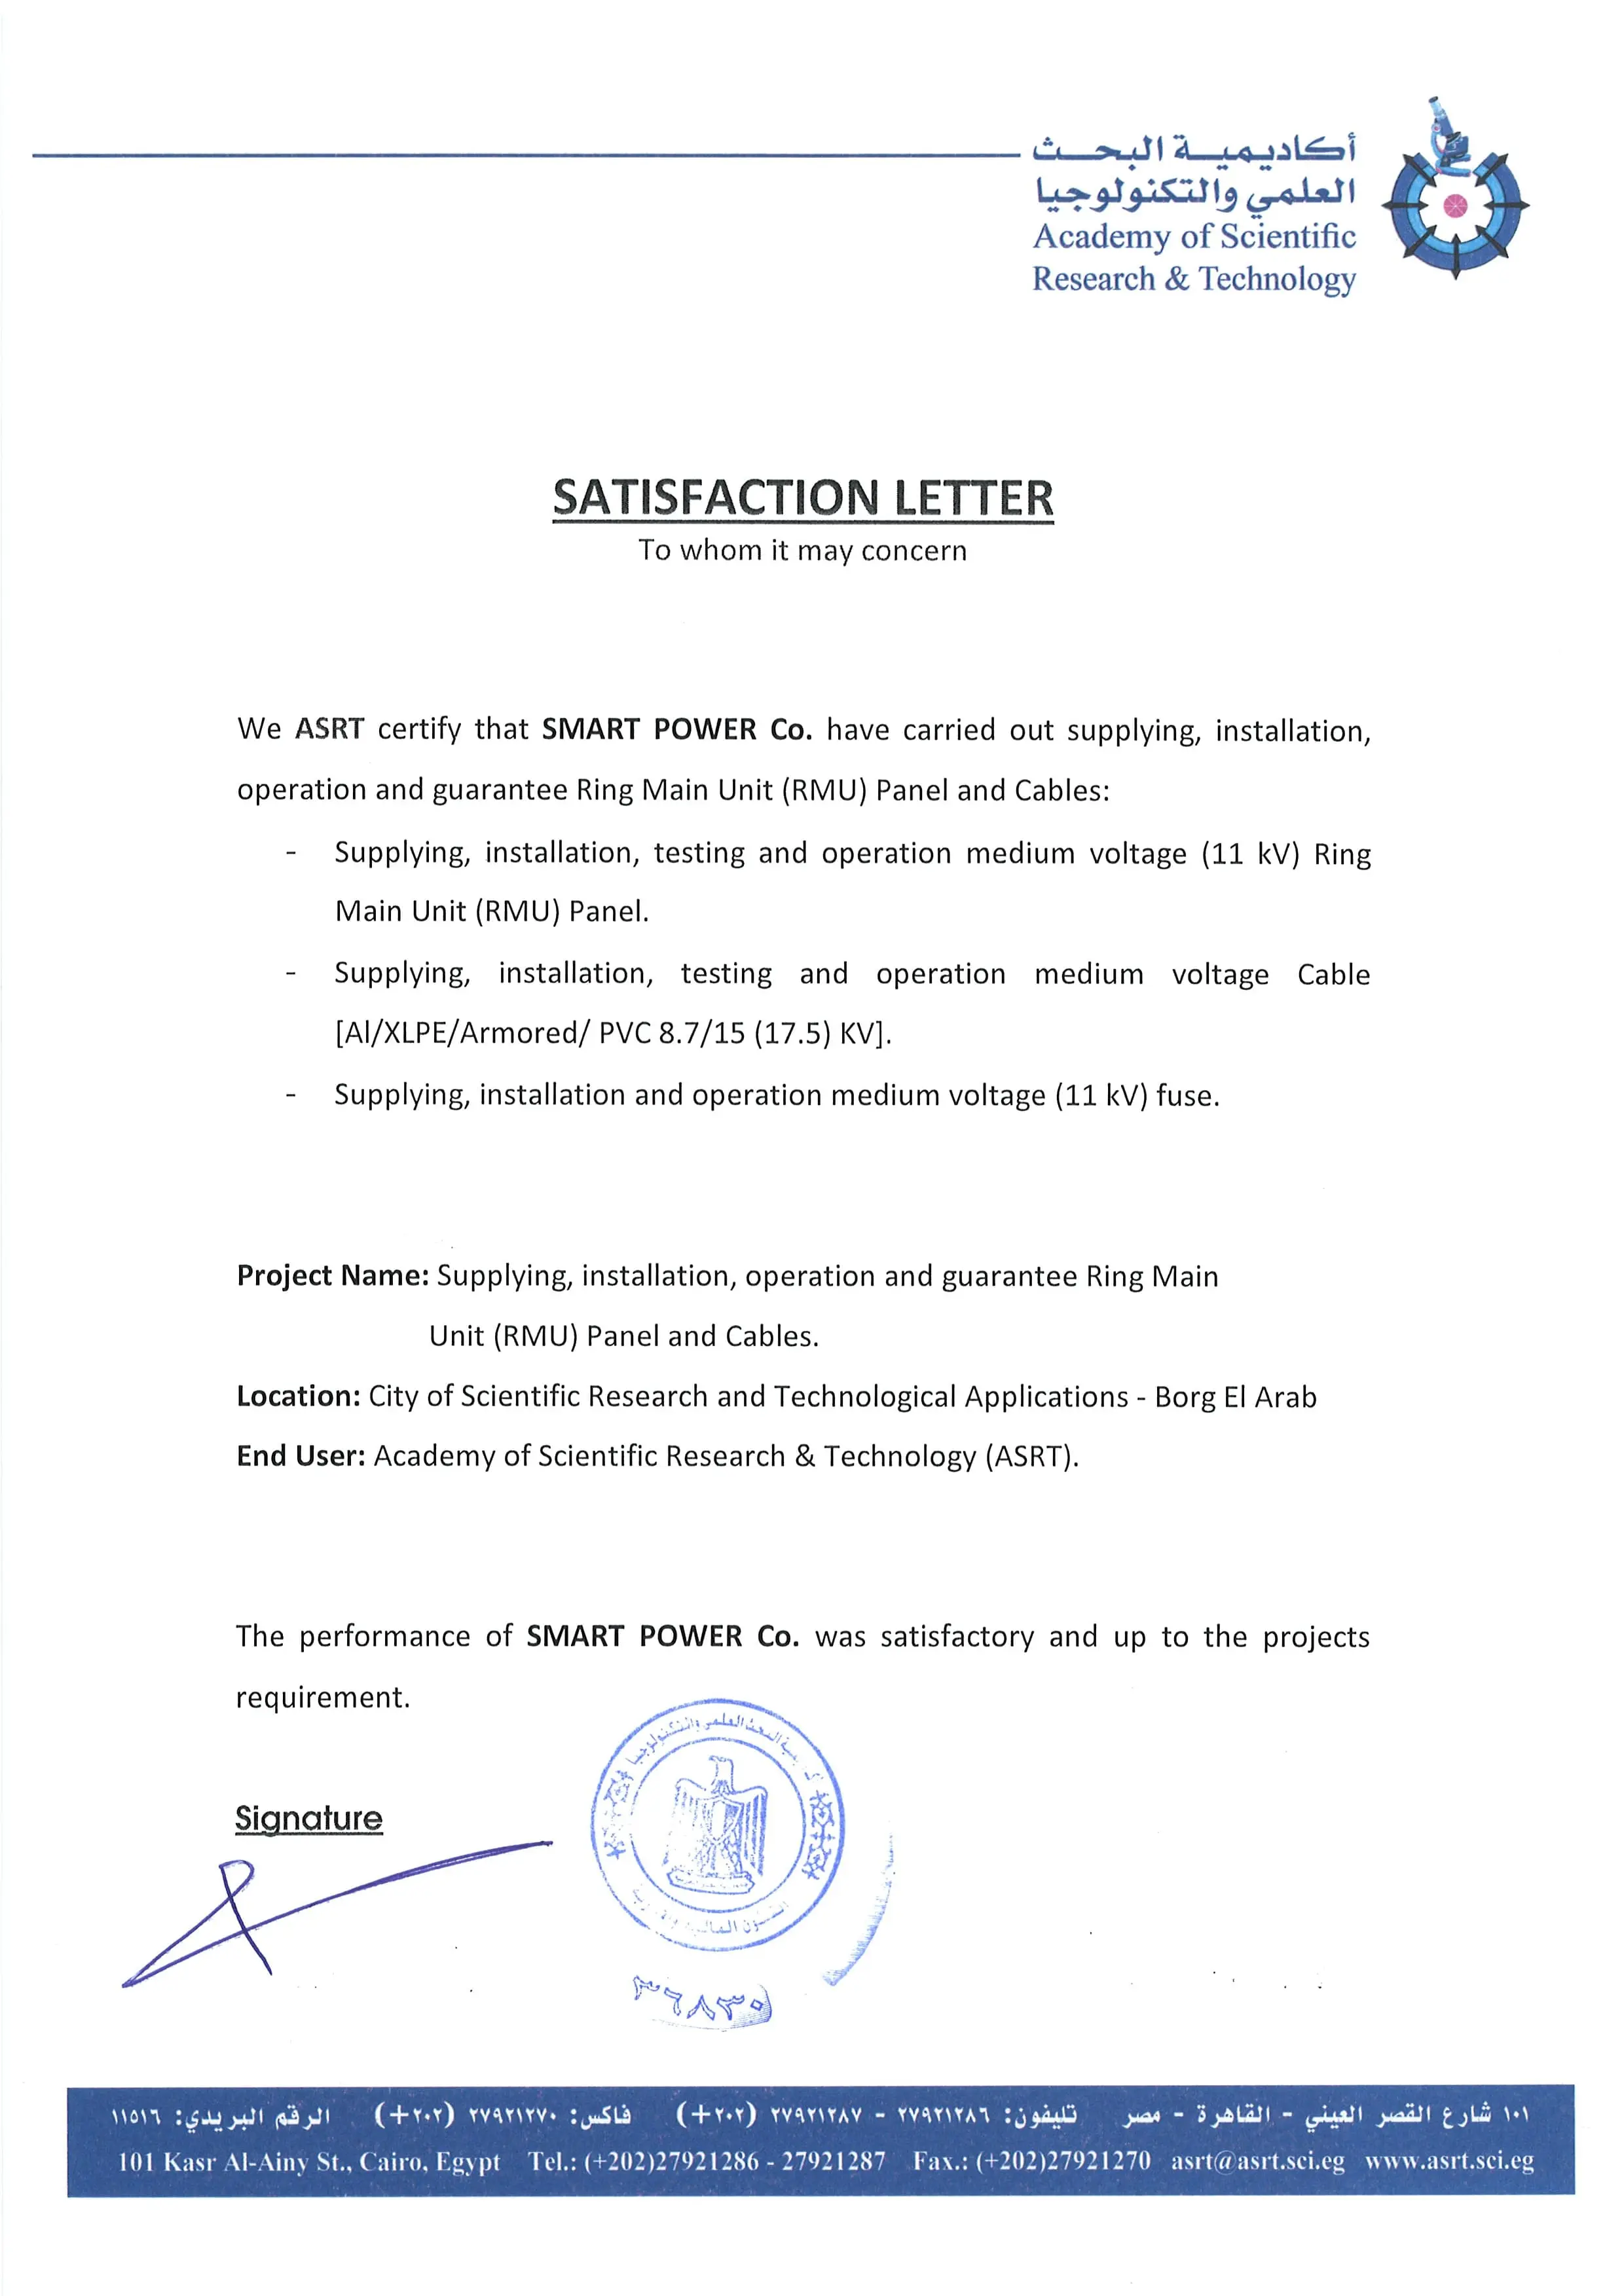 أكاديمية البحث
العلمي والتكنولوجيا
Academy of Scientific
Research & Technology
SATISFACTION LETTER
To whom it may concern
We ASRT certify that SMART POWER Co. have carried out supplying, installation,
operation and guarantee Ring Main Unit (RMU) Panel and Cables:
- Supplying, installation, testing and operation medium voltage (11 kV) Ring
Main Unit (RMU) Panel.
- Supplying, installation, testing and operation medium voltage Cable
[Al/XLPE/Armored/ PVC 8.7/15 (17.5) KV].
- Supplying, installation and operation medium voltage (11 kV) fuse.
Project Name: Supplying, installation, operation and guarantee Ring Main
Unit (RMU) Panel and Cables.
Location: City of Scientific Research and Technological Applications - Borg El Arab
End User: Academy of Scientific Research & Technology (ASRT).
The performance of SMART POWER Co. was satisfactory and up to the projects
requirement.
Signature
البحث العلمي والتكنولوجيا
٣٦٨٣٥
١٠١ شارع القصر العيني - القاهرة - مصر تليفون: ٢٧٩٢١٢٨٦ - ٢٧٩٢١٢٨٧ (٢٠٢+) فاكس: ٢٧٩٢١٢٧٠ (٢٠٢+) الرقم البريدي: ١١٥١٦
101 Kasr Al-Ainy St., Cairo, Egypt Tel.: (+202)27921286 - 27921287 Fax.: (+202)27921270 asrt@asrt.sci.eg www.asrt.sci.eg